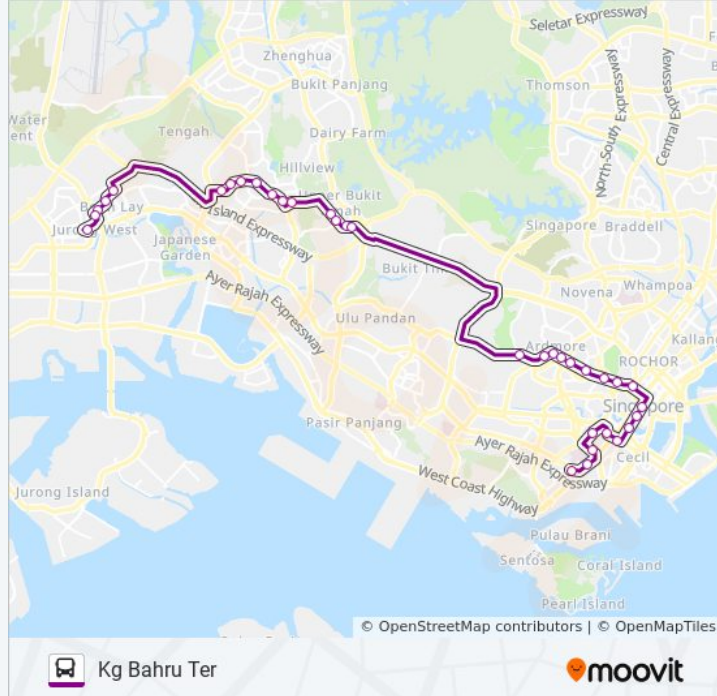 Seletar Expressway
Zhenghua
Bukit Panjang
Thomson
Central Expressway
North-South Expressway
Water
Tengah
Dairy Farm
Hillview
Upper Bukit
Lay
Jurong West
Island Expressway
Singapore
Braddell
Japanese
Garden
Bukit Tim
Novena
Whampoa
Ayer Rajah Expressway
Ulu Pandan
Kallang
Ardmore
ROCHOR
Singapore
Pasir Panjang
Ayer Rajah Expressway
Cecil
West Coast Highway
Jurong Island
Pulau Brani
Sentosa
Coral Island
Pearl Island
© OpenStreetMap contributors | © OpenMapTiles
Kg Bahru Ter
moovit